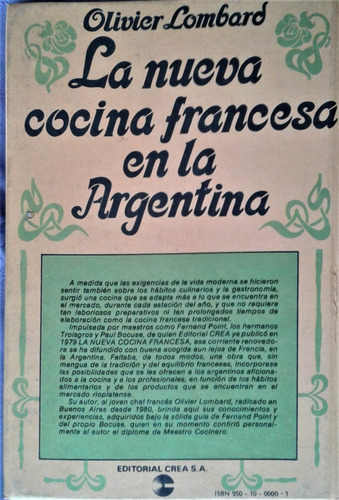 Olivier Lombard
La nueva
cocina francesa
en la
Argentina
A medida que las exigencias de la vida moderna se hicieron
sentir también sobre los hábitos culinarios y la gastronomía,
surgió una cocina que se adapta más a lo que se encuentra en
el mercado, durante cada estación del año, y que no requiere
tan laboriosos preparativos ni tan prolongados tiempos de
elaboración como la cocina francesa tradicional.
Impulsada por maestros como Fernand Point, los hermanos
Troisgros y Paul Bocuse, de quien Editorial CREA ya publicó en
1979 LA NUEVA COCINA FRANCESA, esa corriente renovado-
ra se ha difundido con buena acogida aun lejos de Francia, en
la Argentina. Faltaba, de todos modos, una obra que, sin
mengua de la tradición y del equilibrio franceses, incorporase
las posibilidades que se les ofrecen a los argentinos aficiona-
dos a la cocina y a los profesionales, en función de los hábitos
alimentarios y de los productos que se encuentran en el
mercado rioplatense.
Su autor, el joven chef francés Olivier Lombard, radicado en
Buenos Aires desde 1980, brinda aquí sus conocimientos y
experiencias, adquiridos bajo la sólida guía de Fernand Point y
del propio Bocuse, quien en su momento confirió personal-
mente al autor el diploma de Maestro Cocinero.
EDITORIAL CREA S.A.
ISBN 950 - 10 - 0000 - 1